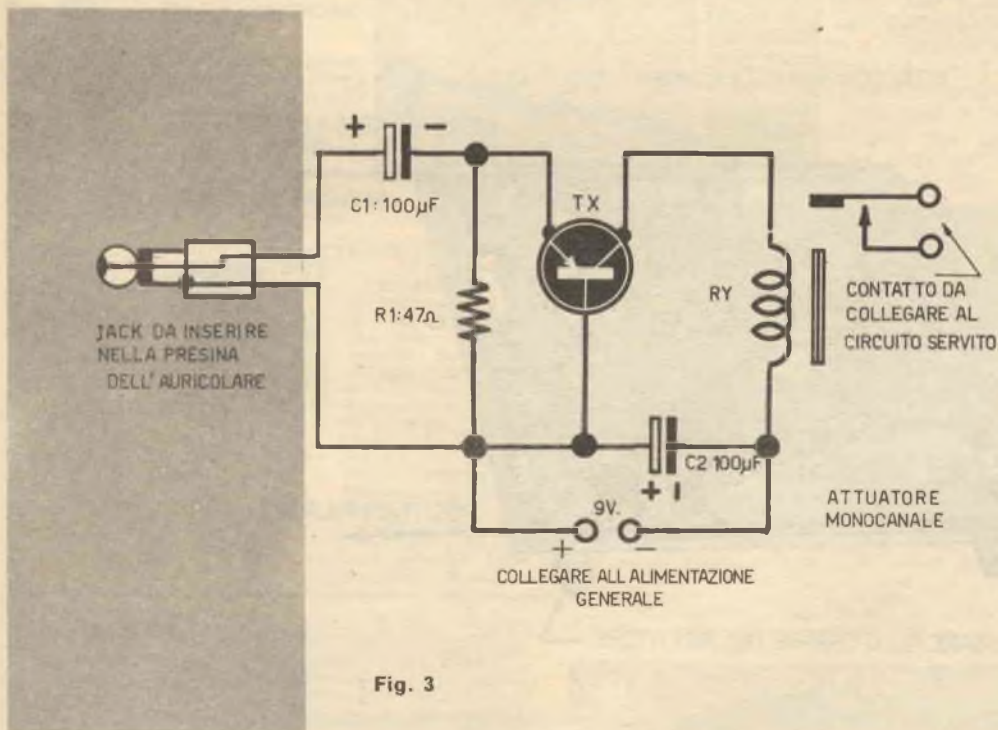 + -
C1:100µF
TX
R1:47Ω
RY
JACK DA INSERIRE
NELLA PRESINA
DELL'AURICOLARE
CONTATTO DA
COLLEGARE AL
CIRCUITO SERVITO
C2 100µF
+ -
9V.
+ -
ATTUATORE
MONOCANALE
COLLEGARE ALL ALIMENTAZIONE
GENERALE
Fig. 3